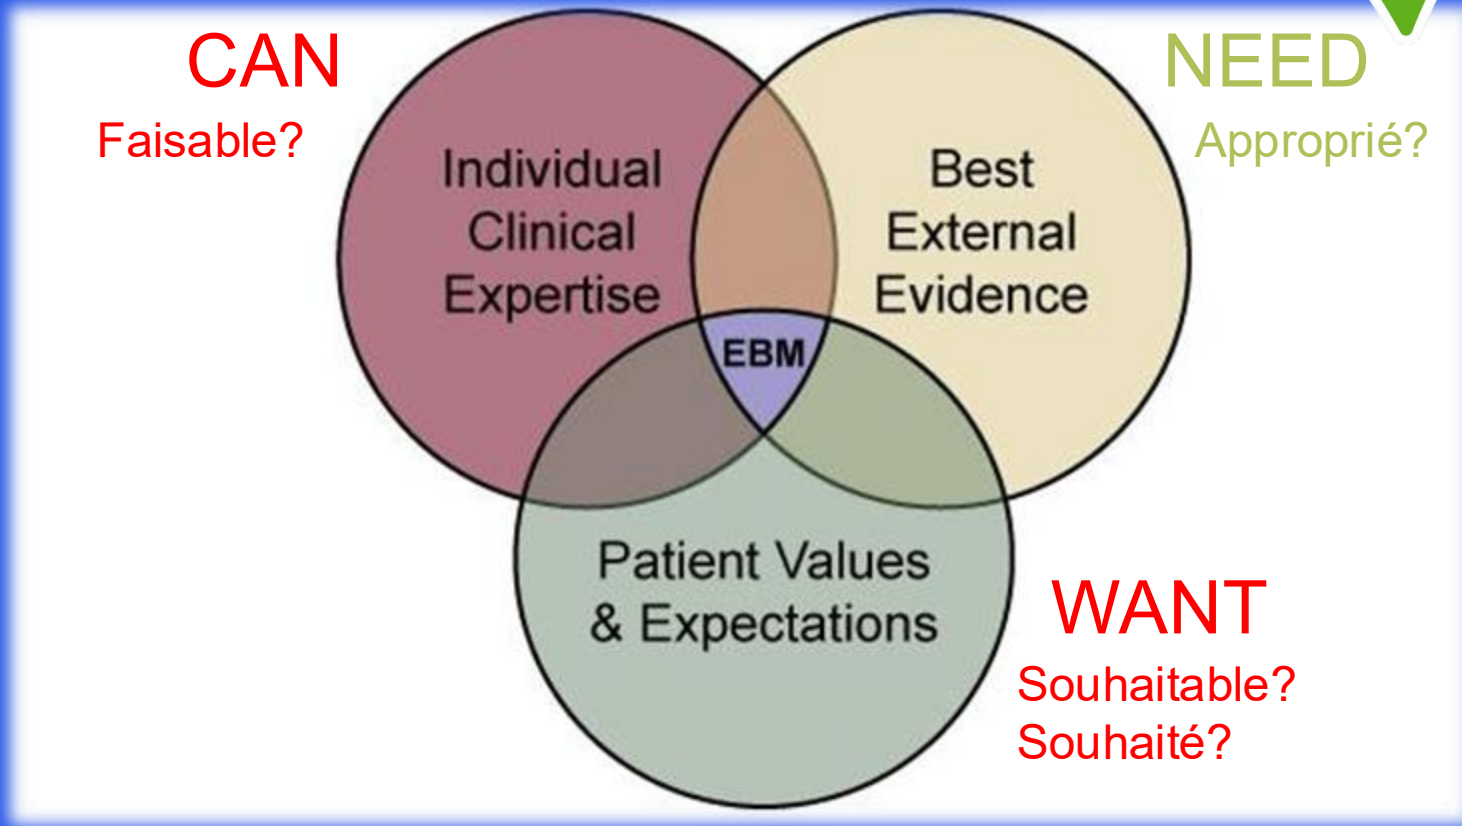 CAN
Faisable?
NEED
Approprié?
Individual
Clinical
Expertise
Best
External
Evidence
EBM
Patient Values
& Expectations
WANT
Souhaitable?
Souhaité?